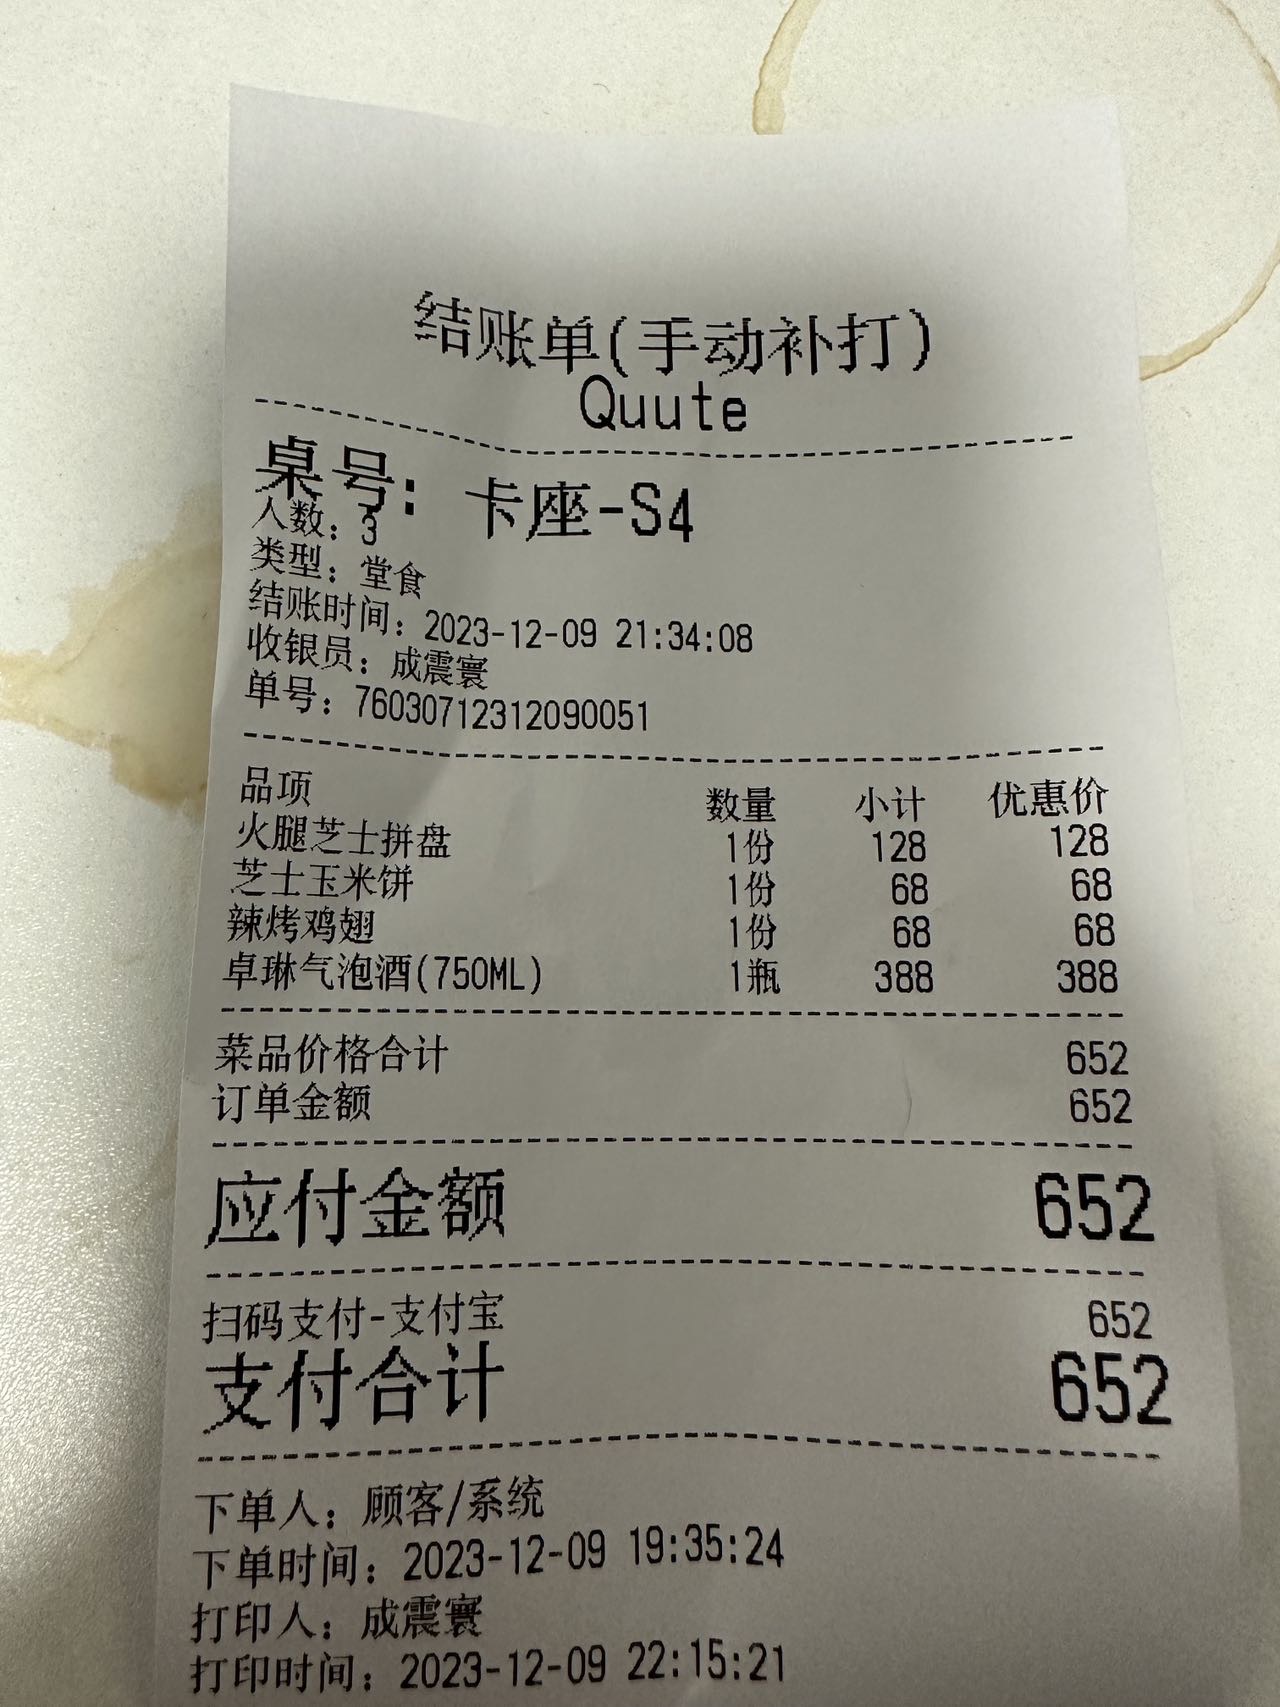 结账单(手动补打)
Quute
桌号: 卡座-S4
人数: 3
类型: 堂食
结账时间: 2023-12-09 21:34:08
收银员: 成震寰
单号: 76030712312090051
品项 数量 小计 优惠价
火腿芝士拼盘 1份 128 128
芝士玉米饼 1份 68 68
辣烤鸡翅 1份 68 68
卓琳气泡酒(750ML) 1瓶 388 388
菜品价格合计 652
订单金额 652
应付金额 652
扫码支付-支付宝 652
支付合计 652
下单人: 顾客/系统
下单时间: 2023-12-09 19:35:24
打印人: 成震寰
打印时间: 2023-12-09 22:15:21